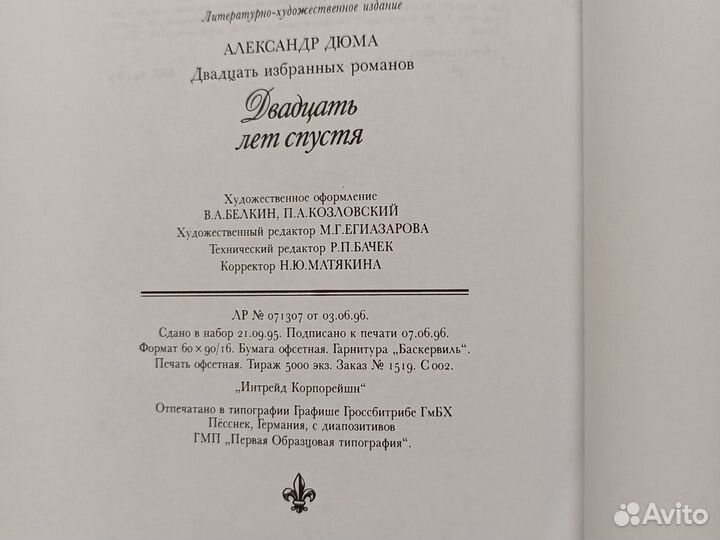 Литературно-художественное издание
АЛЕКСАНДР ДЮМА
Двадцать избранных романов
Двадцать
лет спустя
Художественное оформление
В.А.БЕЛКИН, П.А.КОЗЛОВСКИЙ
Художественный редактор М.Г.ЕГИАЗАРОВА
Технический редактор Р.П.БАЧЕК
Корректор Н.Ю.МАТЯКИНА
ЛР № 071307 от 03.06.96.
Сдано в набор 21.09.95. Подписано к печати 07.06.96.
Формат 60×90/16. Бумага офсетная. Гарнитура „Баскервиль".
Печать офсетная. Тираж 5000 экз. Заказ № 1519. С 002.
„Интрейд Корпорейшн"
Отпечатано в типографии Графише Гроссбитрибе ГмБХ
Пёсснек, Германия, с диапозитивов
ГМП „Первая Образцовая типография".
Avito